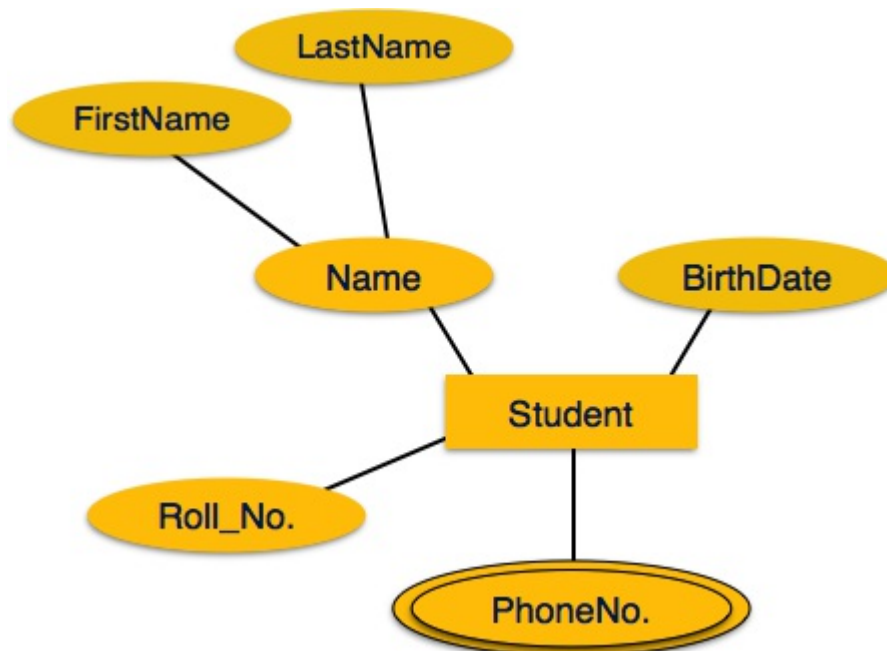 LastName
FirstName
Name
BirthDate
Student
Roll_No.
PhoneNo.